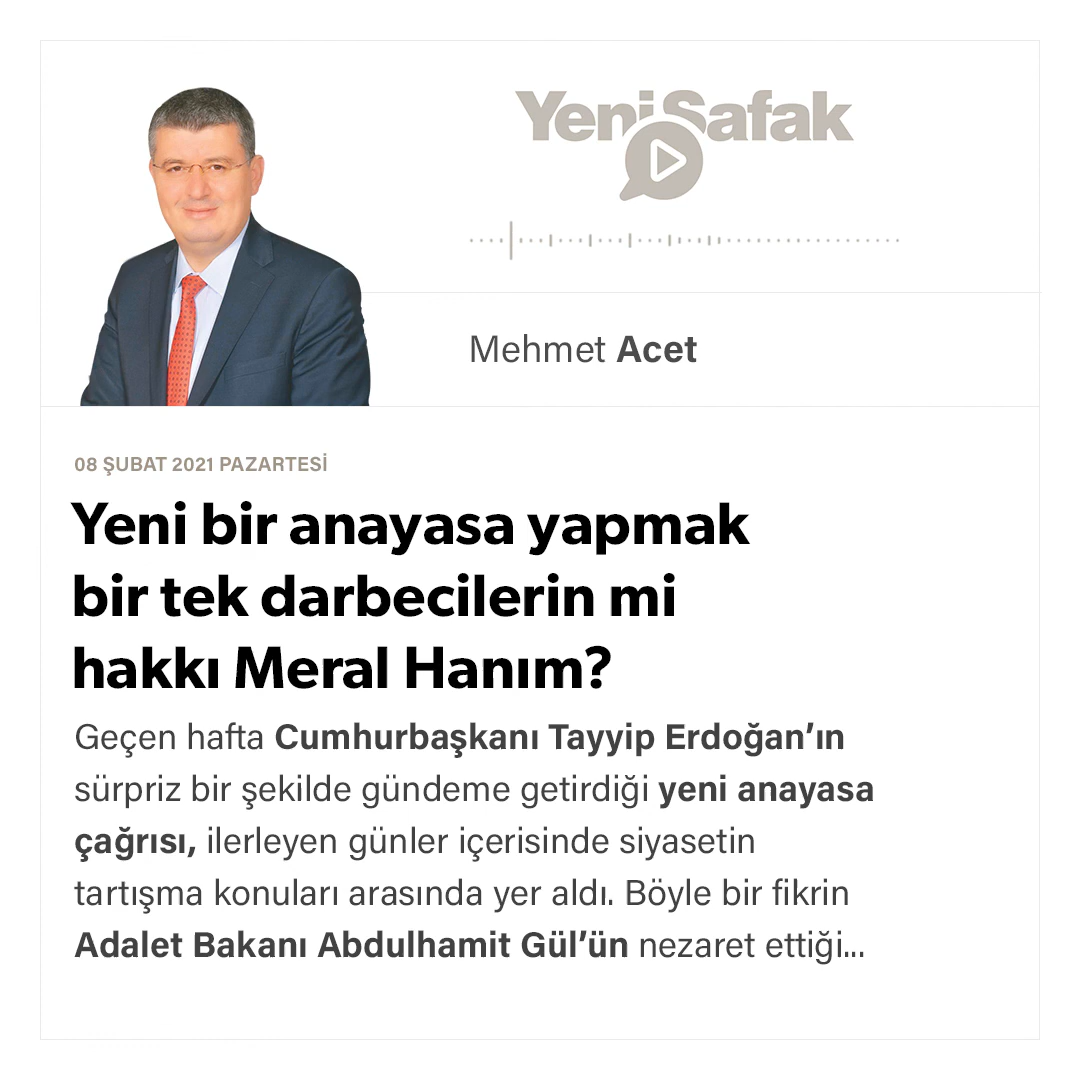 Yeni Şafak
Mehmet Acet
08 ŞUBAT 2021 PAZARTESİ
Yeni bir anayasa yapmak
bir tek darbecilerin mi
hakkı Meral Hanım?
Geçen hafta Cumhurbaşkanı Tayyip Erdoğan’ın
sürpriz bir şekilde gündeme getirdiği yeni anayasa
çağrısı, ilerleyen günler içerisinde siyasetin
tartışma konuları arasında yer aldı. Böyle bir fikrin
Adalet Bakanı Abdulhamit Gül’ün nezaret ettiği...